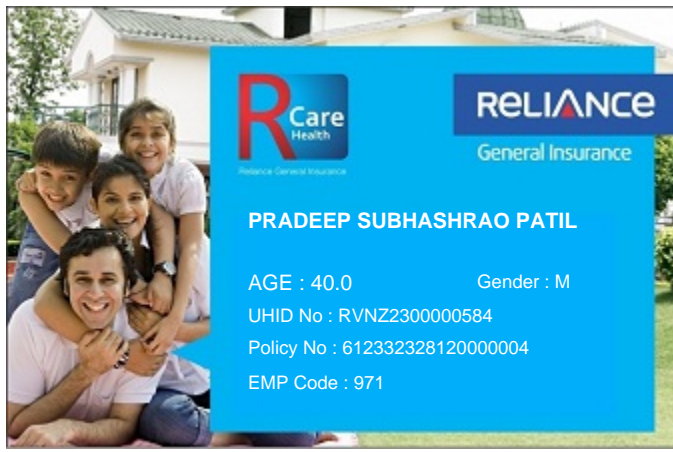 R Care
Health
Reliance General Insurance
RELIANCE
General Insurance
PRADEEP SUBHASHRAO PATIL
AGE : 40.0 Gender : M
UHID No : RVNZ2300000584
Policy No : 612332328120000004
EMP Code : 971